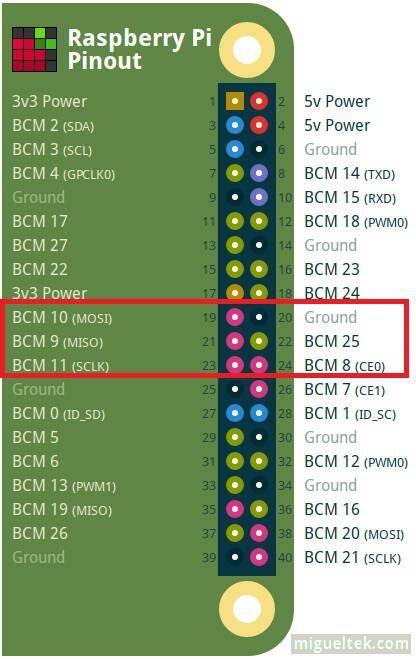 Raspberry Pi
Pinout
3v3 Power 1 2 5v Power
BCM 2 (SDA) 3 4 5v Power
BCM 3 (SCL) 5 6 Ground
BCM 4 (GPCLK0) 7 8 BCM 14 (TXD)
Ground 9 10 BCM 15 (RXD)
BCM 17 11 12 BCM 18 (PWM0)
BCM 27 13 14 Ground
BCM 22 15 16 BCM 23
3v3 Power 17 18 BCM 24
BCM 10 (MOSI) 19 20 Ground
BCM 9 (MISO) 21 22 BCM 25
BCM 11 (SCLK) 23 24 BCM 8 (CE0)
Ground 25 26 BCM 7 (CE1)
BCM 0 (ID_SD) 27 28 BCM 1 (ID_SC)
BCM 5 29 30 Ground
BCM 6 31 32 BCM 12 (PWM0)
BCM 13 (PWM1) 33 34 Ground
BCM 19 (MISO) 35 36 BCM 16
BCM 26 37 38 BCM 20 (MOSI)
Ground 39 40 BCM 21 (SCLK)
migueltek.com